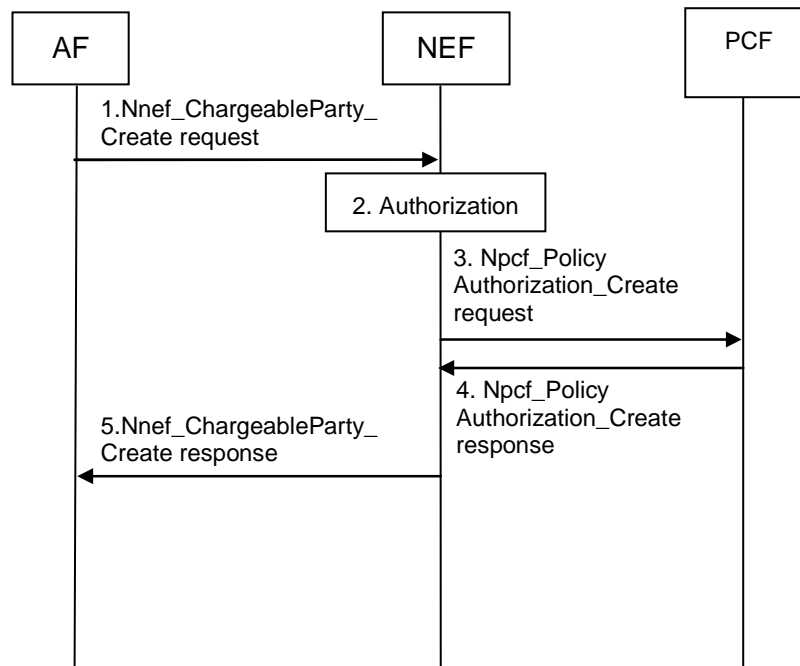 AF
NEF
PCF
1.Nnef_ChargeableParty_
Create request
2. Authorization
3. Npcf_Policy
Authorization_Create
request
4. Npcf_Policy
Authorization_Create
response
5.Nnef_ChargeableParty_
Create response